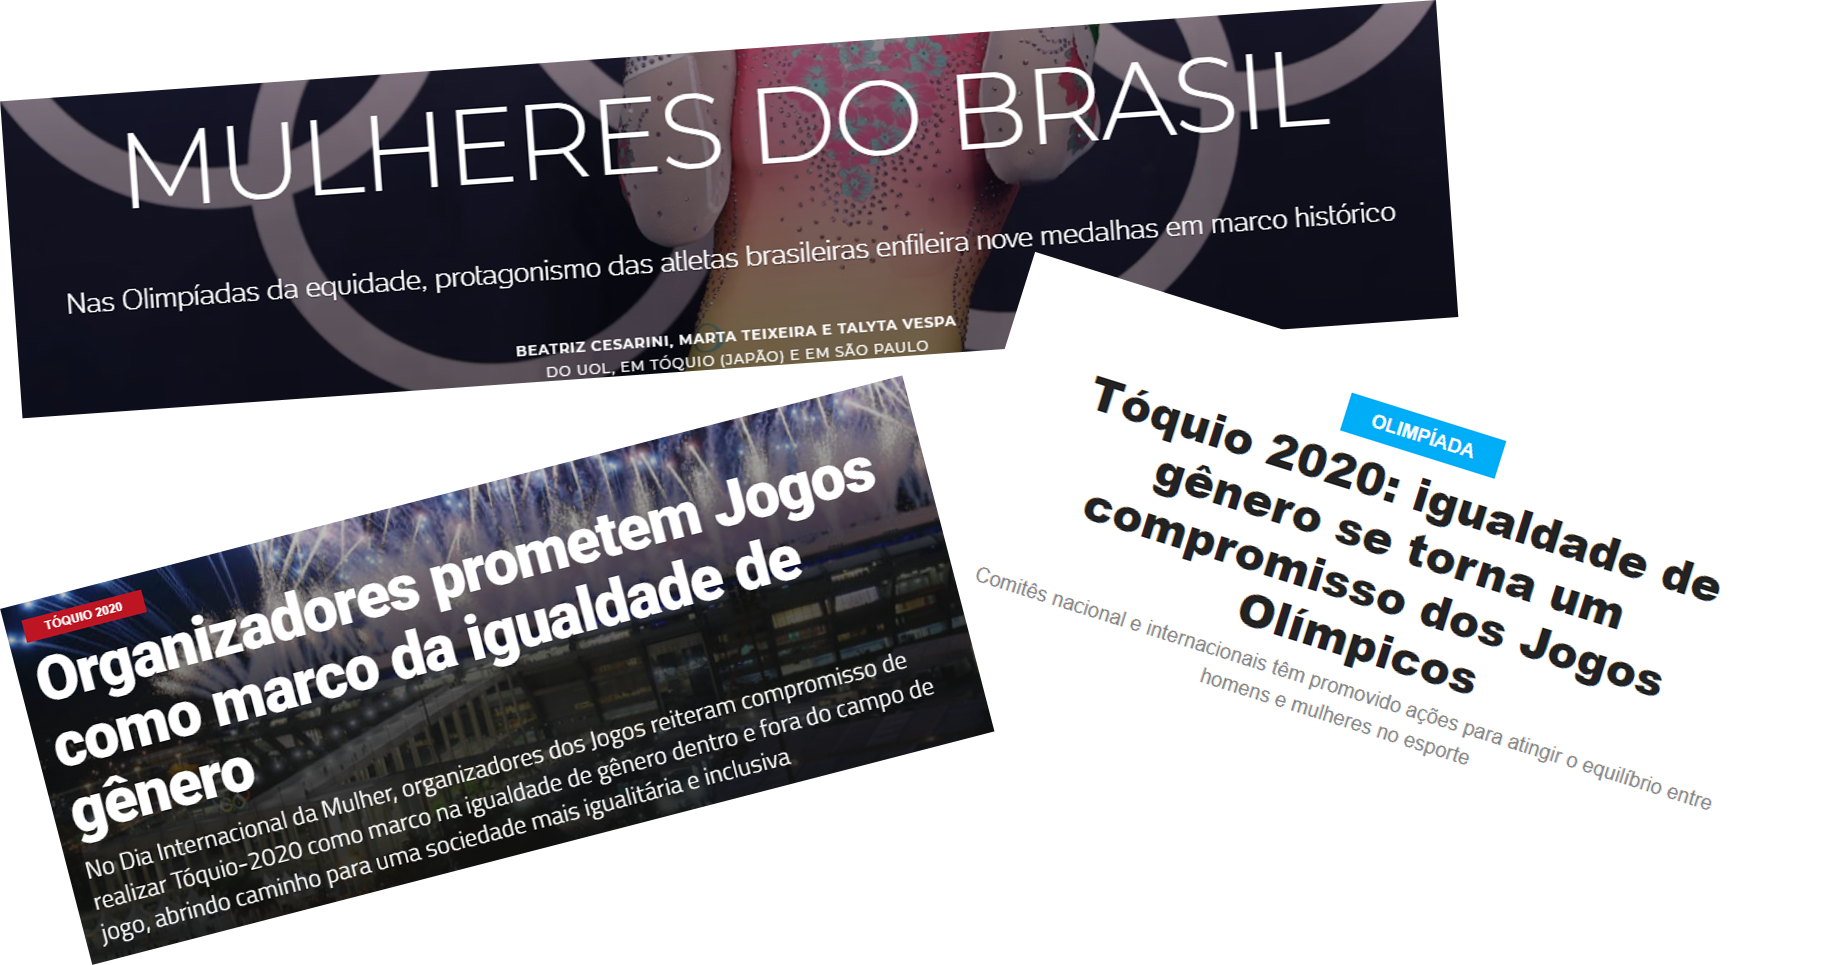 MULHERES DO BRASIL
Nas Olimpíadas da equidade, protagonismo das atletas brasileiras enfileira nove medalhas em marco histórico
BEATRIZ CESARINI, MARTA TEIXEIRA E TALYTA VESPA
DO UOL, EM TÓQUIO (JAPÃO) E EM SÃO PAULO
TÓQUIO 2020
Organizadores prometem Jogos
como marco da igualdade de
gênero
No Dia Internacional da Mulher, organizadores dos Jogos reiteram compromisso de
realizar Tóquio-2020 como marco na igualdade de gênero dentro e fora do campo de
jogo, abrindo caminho para uma sociedade mais igualitária e inclusiva
OLIMPÍADA
Tóquio 2020: igualdade de
gênero se torna um
compromisso dos Jogos
Olímpicos
Comitês nacional e internacionais têm promovido ações para atingir o equilíbrio entre
homens e mulheres no esporte